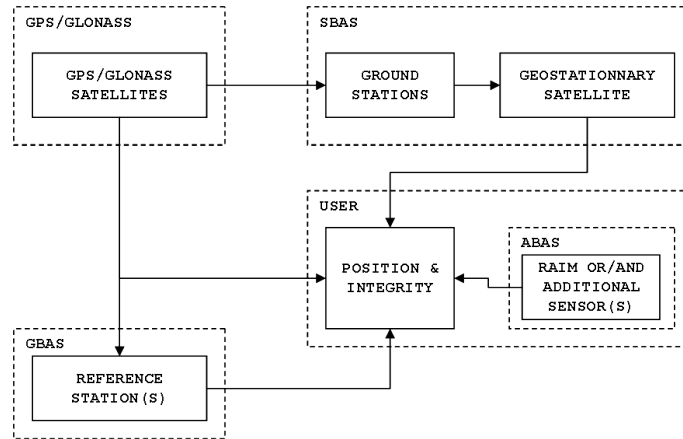 GPS/GLONASS
SBAS
GPS/GLONASS
SATELLITES
GROUND
STATIONS
GEOSTATIONNARY
SATELLITE
USER
POSITION &
INTEGRITY
ABAS
RAIM OR/AND
ADDITIONAL
SENSOR(S)
GBAS
REFERENCE
STATION(S)